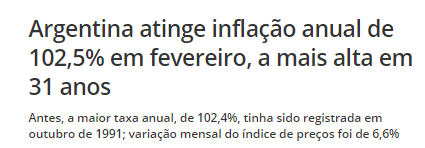 Argentina atinge inflação anual de
102,5% em fevereiro, a mais alta em
31 anos
Antes, a maior taxa anual, de 102,4%, tinha sido registrada em
outubro de 1991; variação mensal do índice de preços foi de 6,6%